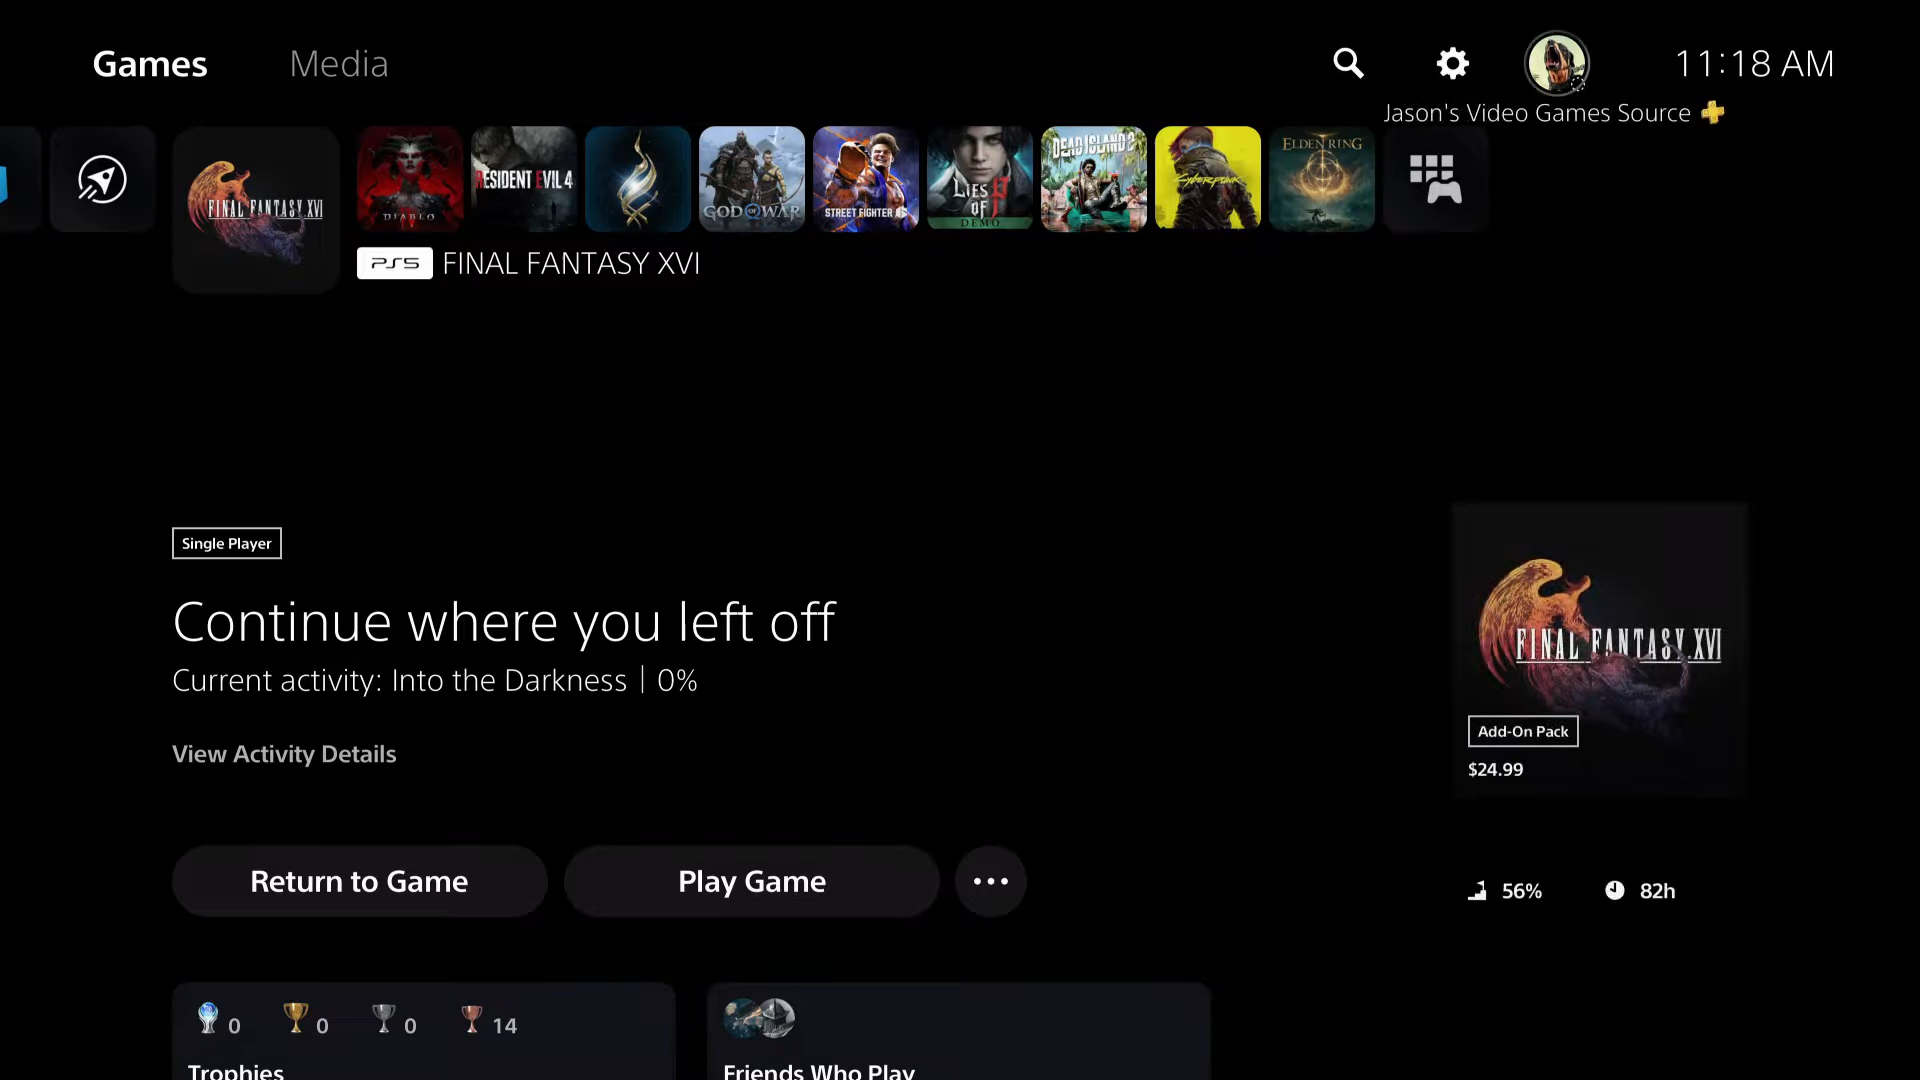 Games
Media
11:18 AM
Jason's Video Games Source
FINAL FANTASY XVI
DIABLO
RESIDENT EVIL 4
GOD OF WAR
STREET FIGHTER 6
LIES OF P
DEMO
DEAD ISLAND 2
Cyberpunk
ELDEN RING
PS5 FINAL FANTASY XVI
Single Player
Continue where you left off
Current activity: Into the Darkness | 0%
View Activity Details
FINAL FANTASY XVI
Add-On Pack
$24.99
Return to Game
Play Game
56%
82h
0
0
0
14
Trophies
Friends Who Play